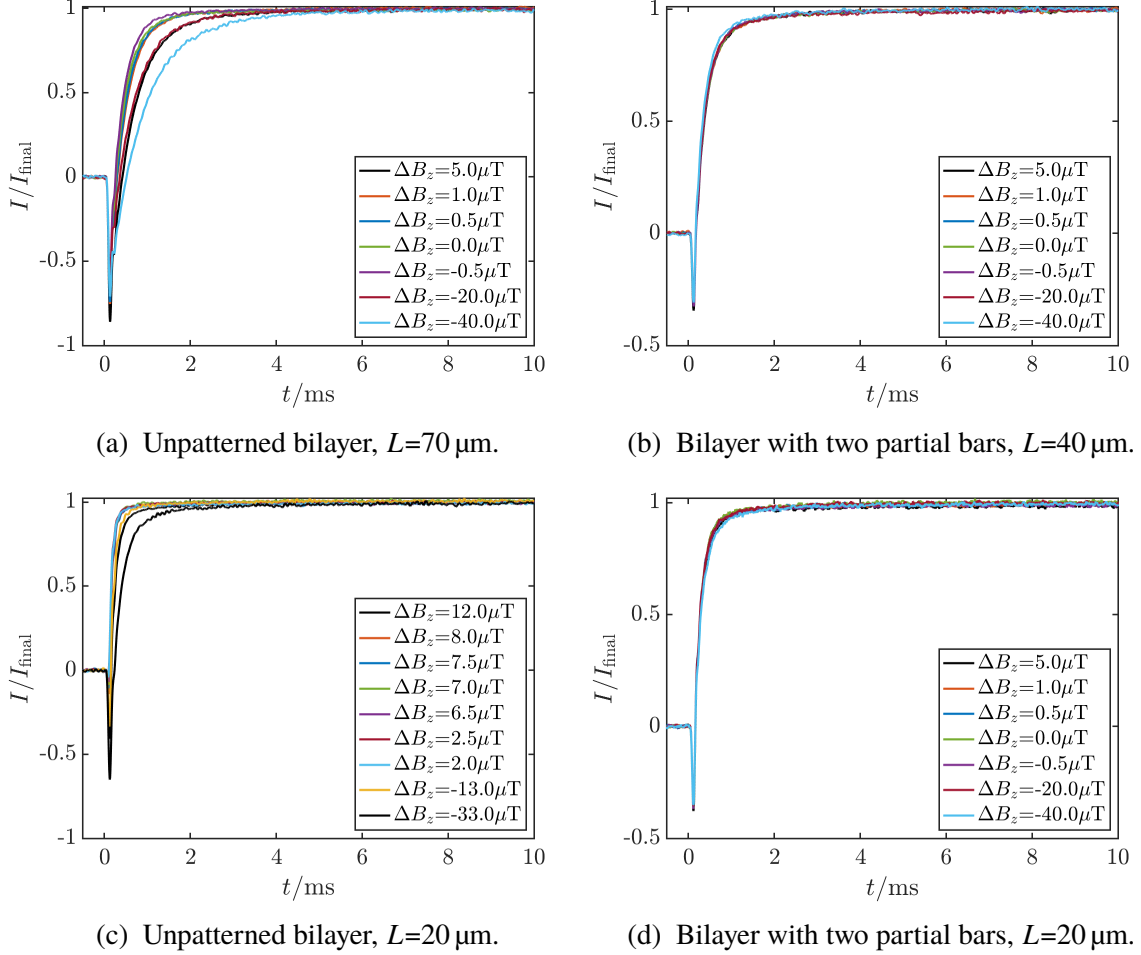 1
0.5
0
-0.5
-1
I/I_final
0 2 4 6 8 10
t/ms
ΔB_z=5.0μT
ΔB_z=1.0μT
ΔB_z=0.5μT
ΔB_z=0.0μT
ΔB_z=-0.5μT
ΔB_z=-20.0μT
ΔB_z=-40.0μT
(a) Unpatterned bilayer, L=70 μm.
1
0.5
0
-0.5
I/I_final
0 2 4 6 8 10
t/ms
ΔB_z=5.0μT
ΔB_z=1.0μT
ΔB_z=0.5μT
ΔB_z=0.0μT
ΔB_z=-0.5μT
ΔB_z=-20.0μT
ΔB_z=-40.0μT
(b) Bilayer with two partial bars, L=40 μm.
1
0.5
0
-0.5
-1
I/I_final
0 2 4 6 8 10
t/ms
ΔB_z=12.0μT
ΔB_z=8.0μT
ΔB_z=7.5μT
ΔB_z=7.0μT
ΔB_z=6.5μT
ΔB_z=2.5μT
ΔB_z=2.0μT
ΔB_z=-13.0μT
ΔB_z=-33.0μT
(c) Unpatterned bilayer, L=20 μm.
1
0.5
0
-0.5
I/I_final
0 2 4 6 8 10
t/ms
ΔB_z=5.0μT
ΔB_z=1.0μT
ΔB_z=0.5μT
ΔB_z=0.0μT
ΔB_z=-0.5μT
ΔB_z=-20.0μT
ΔB_z=-40.0μT
(d) Bilayer with two partial bars, L=20 μm.